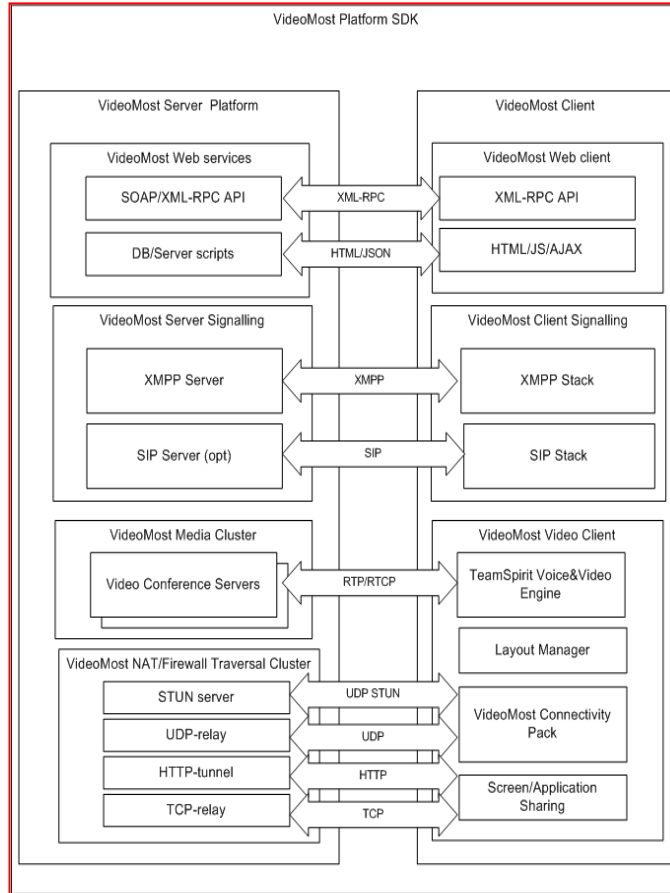 VideoMost Platform SDK
VideoMost Server Platform
VideoMost Web services
SOAP/XML-RPC API
DB/Server scripts
VideoMost Server Signalling
XMPP Server
SIP Server (opt)
VideoMost Media Cluster
Video Conference Servers
VideoMost NAT/Firewall Traversal Cluster
STUN server
UDP-relay
HTTP-tunnel
TCP-relay
XML-RPC
HTML/JSON
XMPP
SIP
RTP/RTCP
UDP STUN
UDP
HTTP
TCP
VideoMost Client
VideoMost Web client
XML-RPC API
HTML/JS/AJAX
VideoMost Client Signalling
XMPP Stack
SIP Stack
VideoMost Video Client
TeamSpirit Voice&Video
Engine
Layout Manager
VideoMost Connectivity
Pack
Screen/Application
Sharing